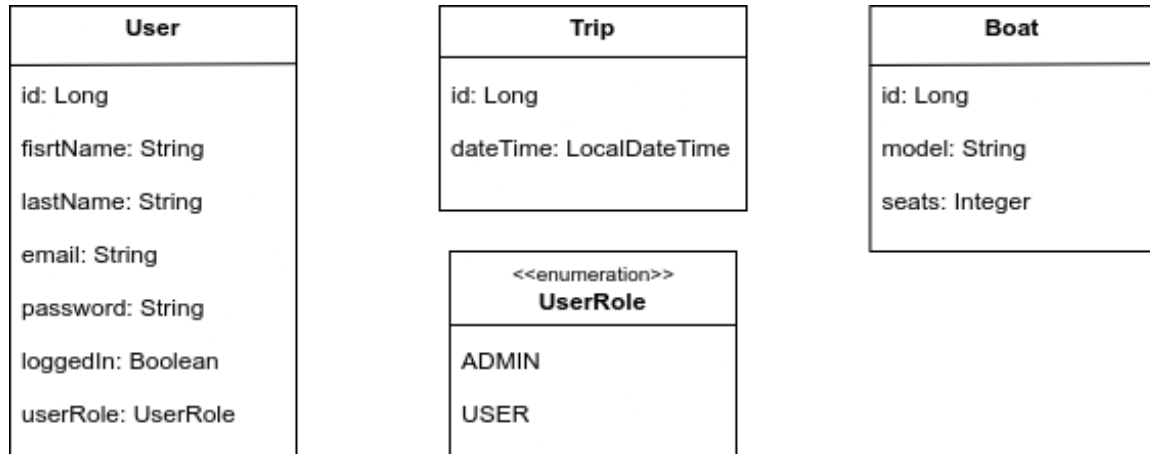 User
id: Long
fisrtName: String
lastName: String
email: String
password: String
loggedIn: Boolean
userRole: UserRole
Trip
id: Long
dateTime: LocalDateTime
<<enumeration>>
UserRole
ADMIN
USER
Boat
id: Long
model: String
seats: Integer